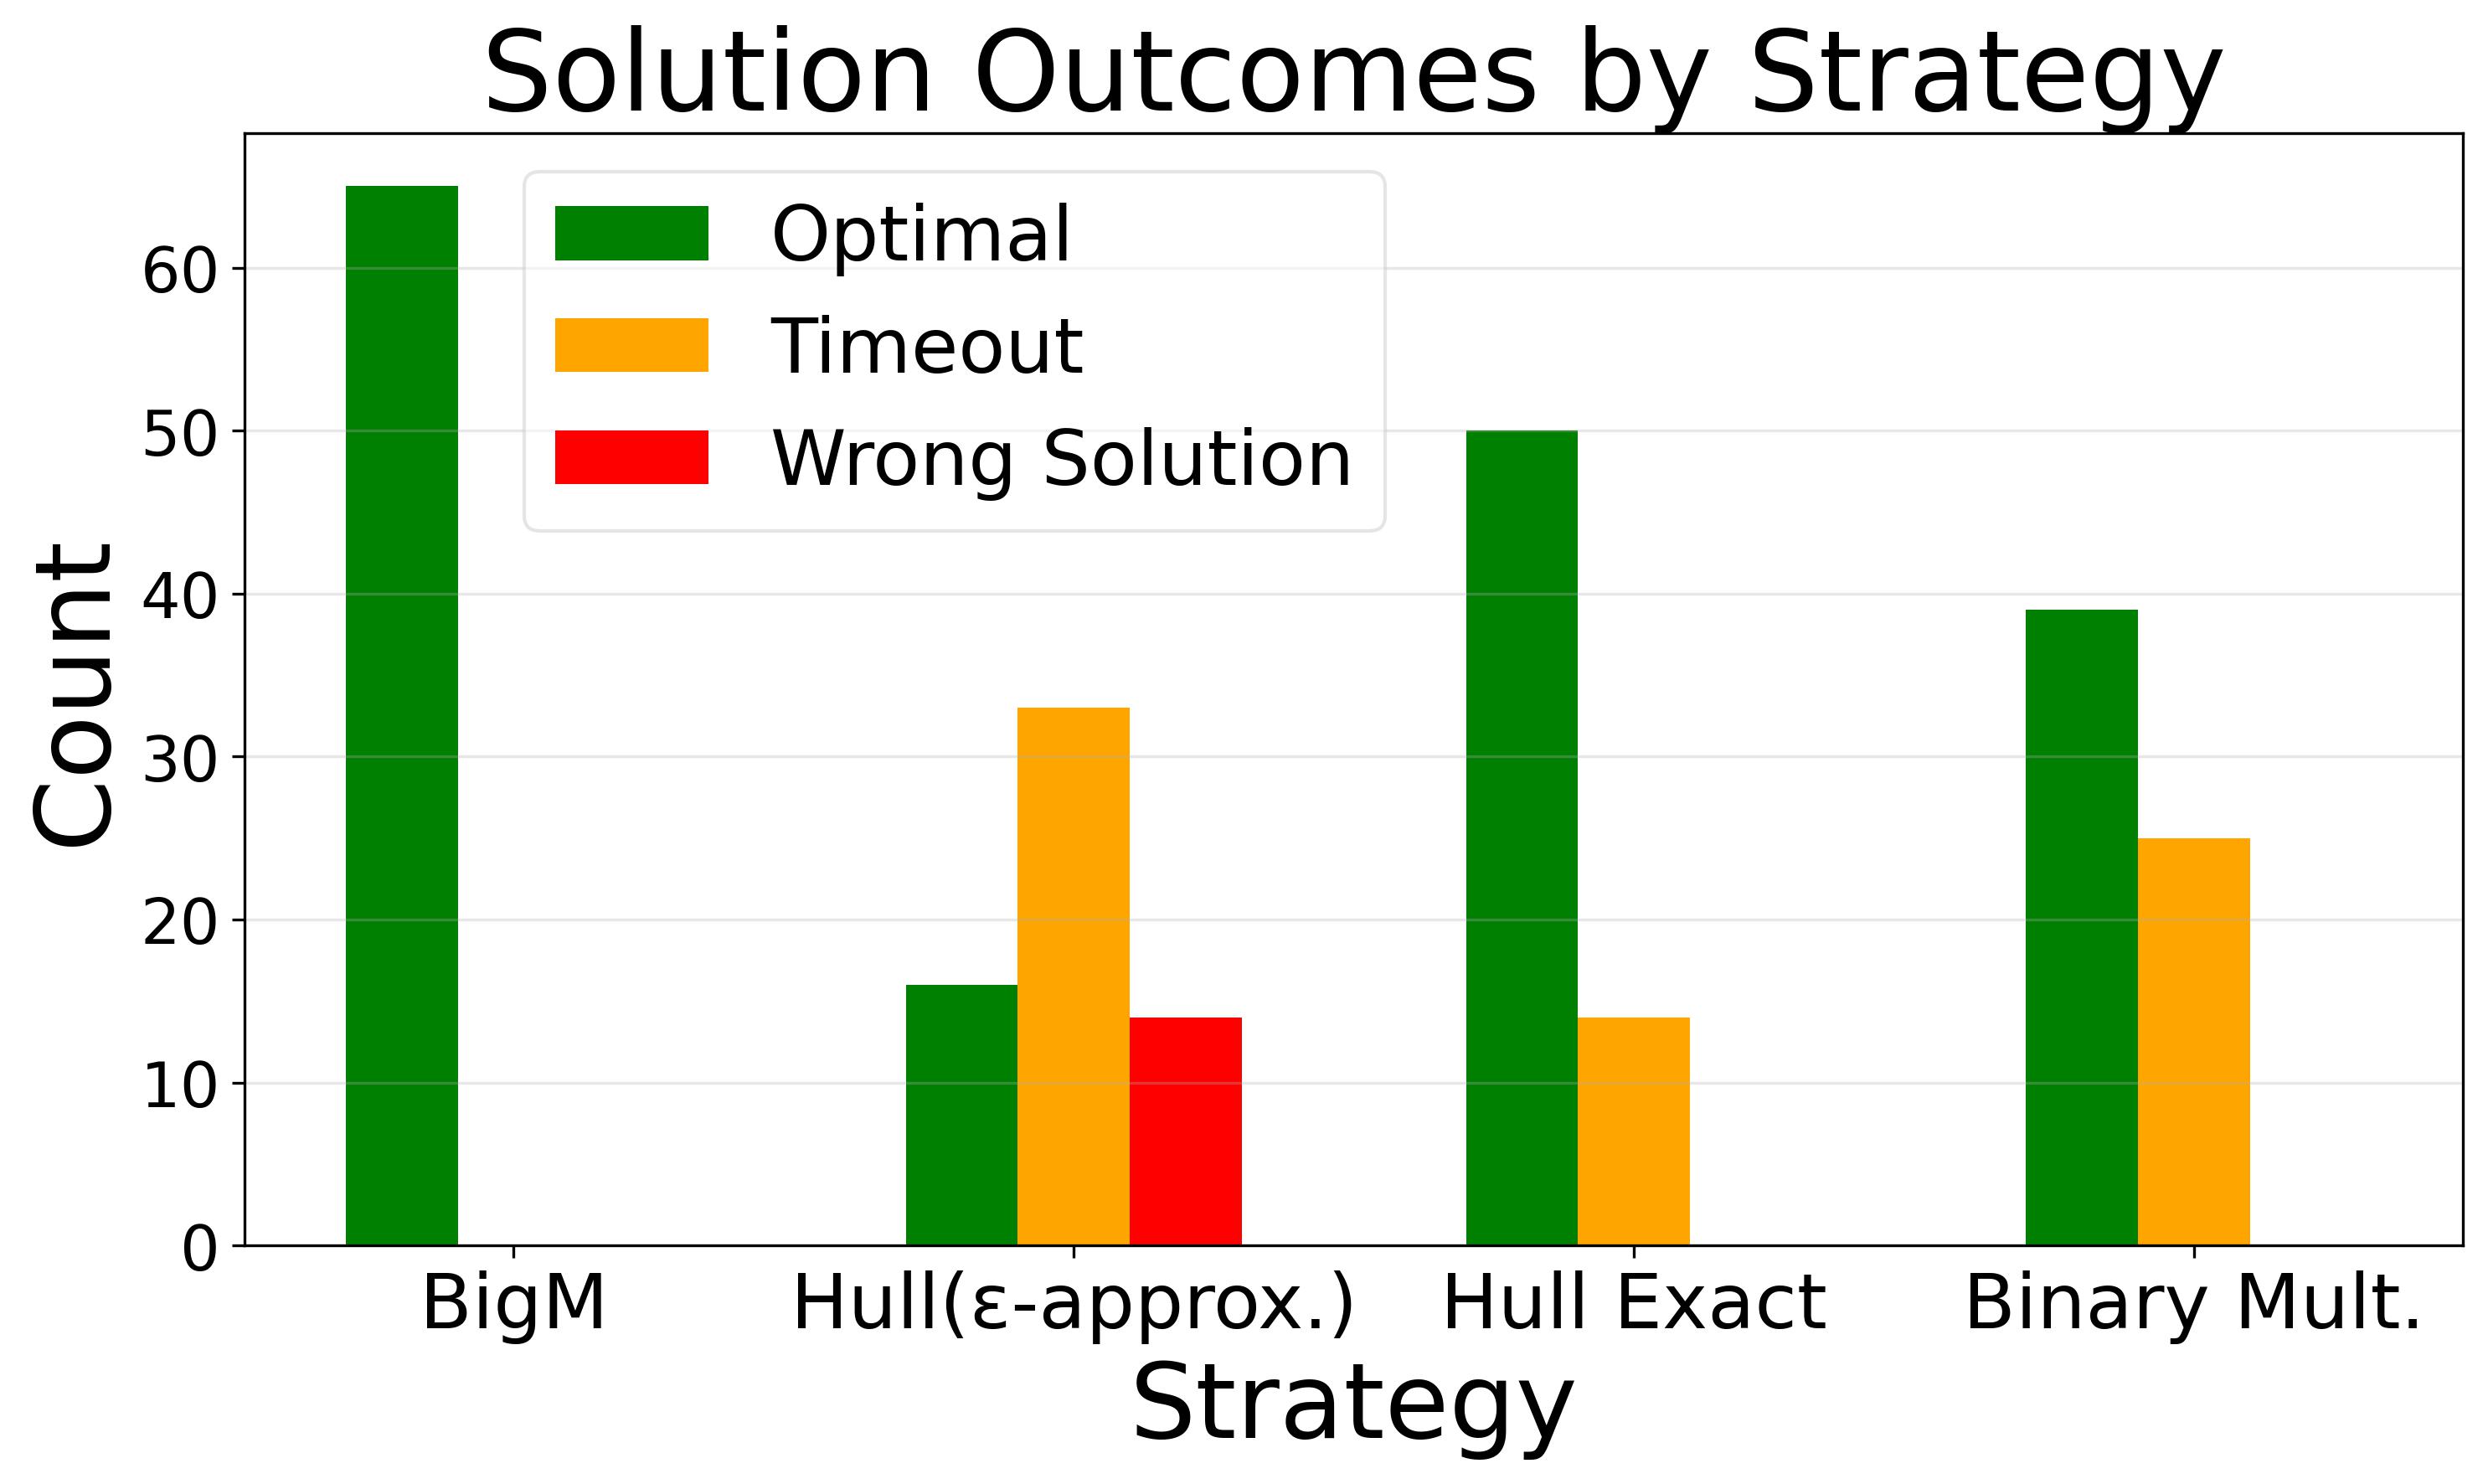 Solution Outcomes by Strategy
Optimal
Timeout
Wrong Solution
60
50
40
30
20
10
0
Count
BigM
Hull(ε-approx.)
Hull Exact
Binary Mult.
Strategy